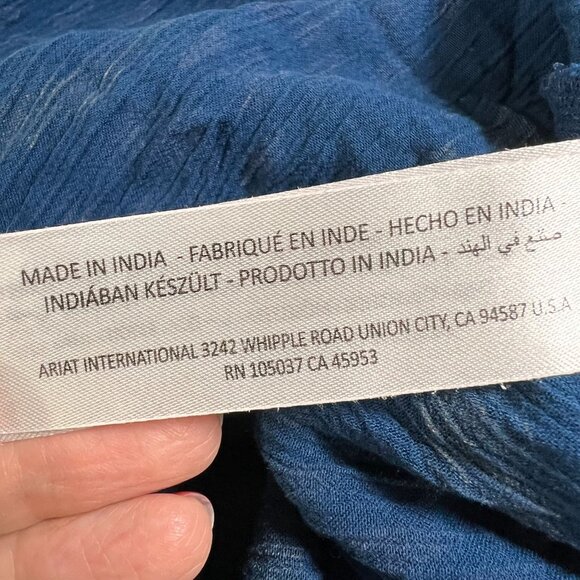 MADE IN INDIA - FABRIQUÉ EN INDE - HECHO EN INDIA -
INDIÁBAN KÉSZÜLT - PRODOTTO IN INDIA - صنع في الهند
ARIAT INTERNATIONAL 3242 WHIPPLE ROAD UNION CITY, CA 94587 U.S.A
RN 105037 CA 45953